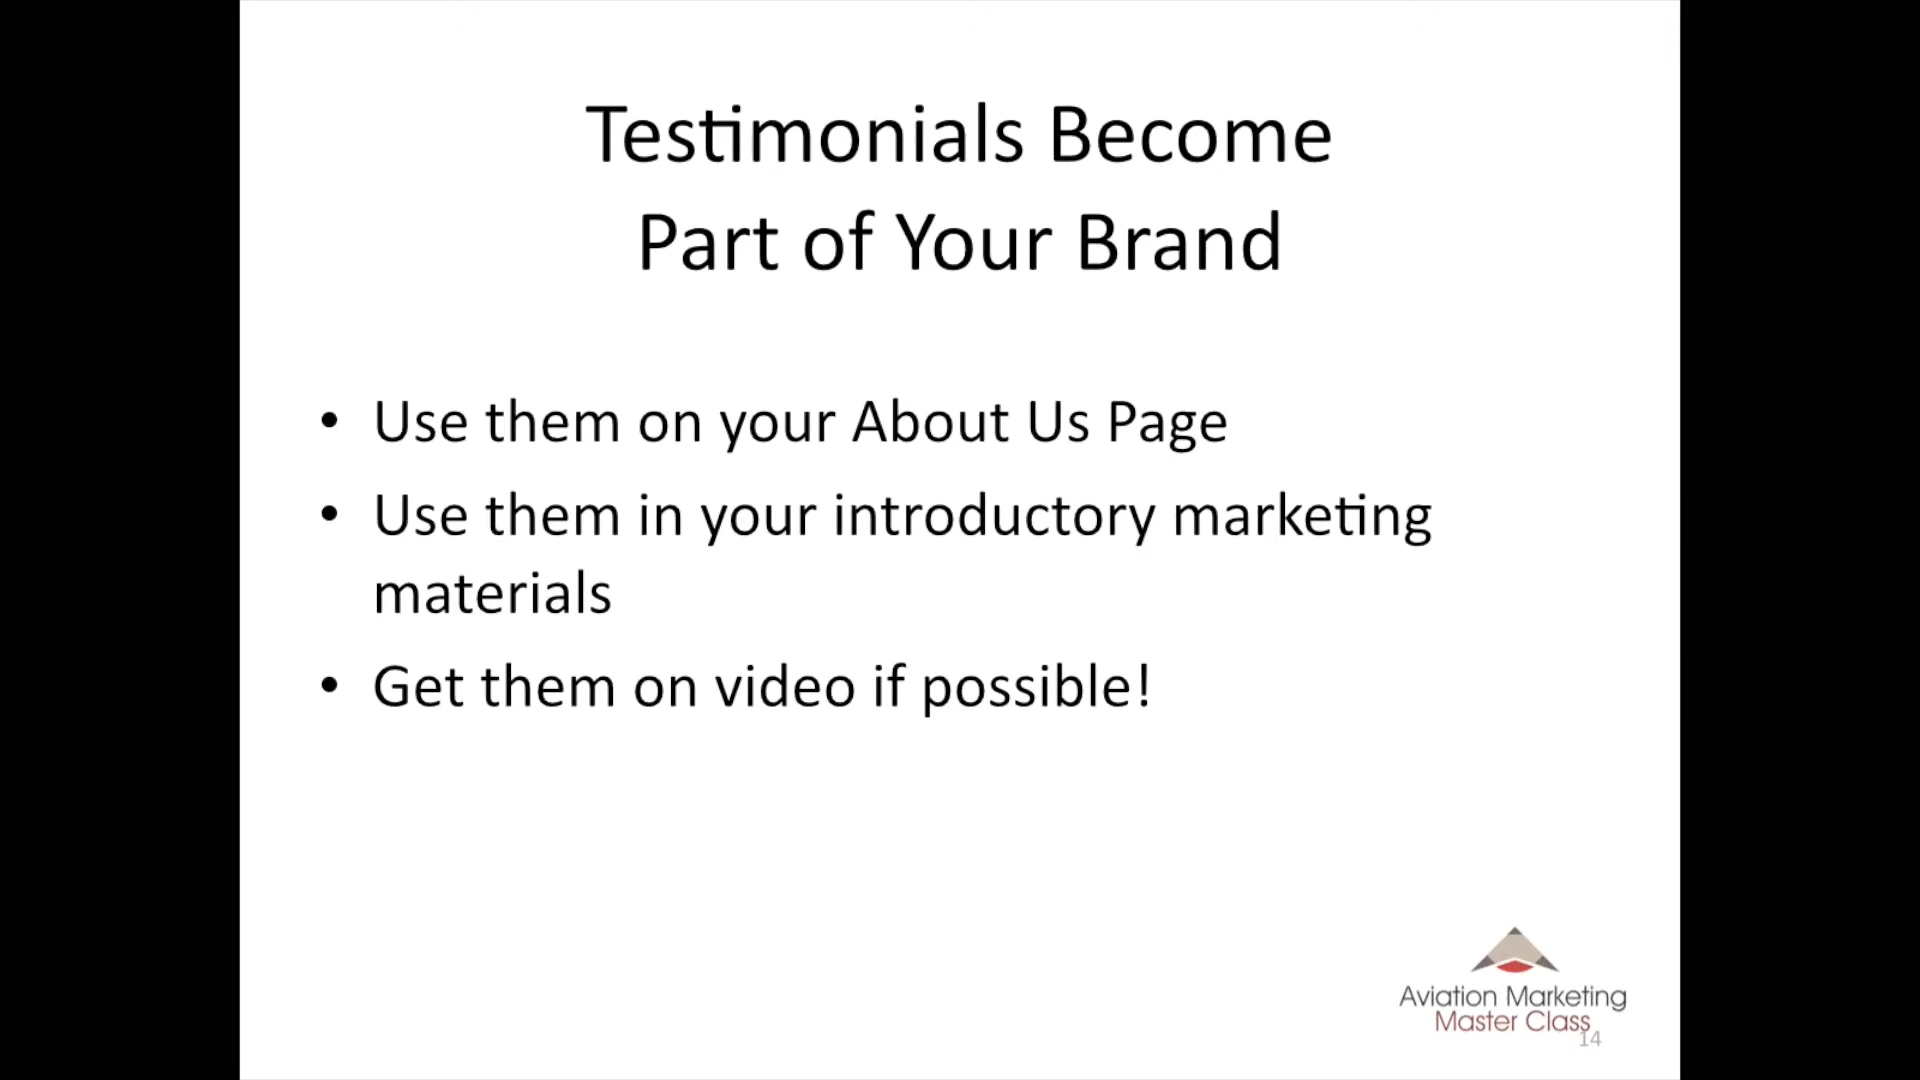 Testimonials Become
Part of Your Brand
• Use them on your About Us Page
• Use them in your introductory marketing
materials
• Get them on video if possible!
Aviation Marketing
Master Class
14